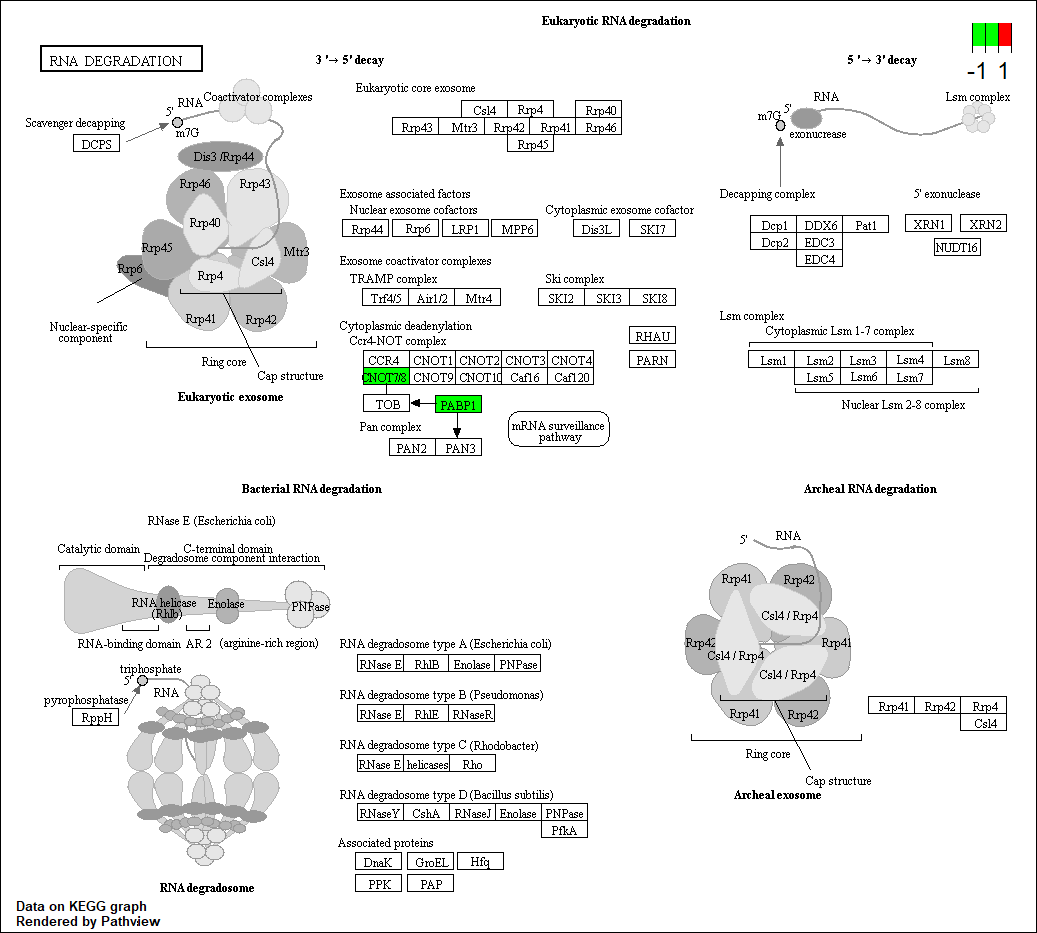 Eukaryotic RNA degradation
RNA DEGRADATION
3 '→ 5' decay
5 '→ 3' decay
-1 1
Eukaryotic core exosome
Csl4 Rrp4 Rrp40
Rrp43 Mtr3 Rrp42 Rrp41 Rrp46
Rrp45
Coactivator complexes
RNA
5'
m7G
Scavenger decapping
DCPS
Dis3 /Rrp44
Rrp46 Rrp43
Rrp40
Rrp45 Mtr3
Csl4
Rrp6 Rrp4
Rrp41 Rrp42
Nuclear-specific
component
Ring core
Cap structure
Eukaryotic exosome
RNA
5'
m7G
exonucrease
Lsm complex
Decapping complex
5' exonuclease
Dcp1 DDX6 Pat1
Dcp2 EDC3
EDC4
XRN1 XRN2
NUDT16
Exosome associated factors
Nuclear exosome cofactors
Cytoplasmic exosome cofactor
Rrp44 Rrp6 LRP1 MPP6
Dis3L SKI7
Exosome coactivator complexes
TRAMP complex
Ski complex
Trf4/5 Air1/2 Mtr4
SKI2 SKI3 SKI8
Cytoplasmic deadenylation
Ccr4-NOT complex
RHAU
PARN
CCR4 CNOT1 CNOT2 CNOT3 CNOT4
CNOT7/8 CNOT9 CNOT10 Caf16 Caf120
TOB PABP1
Pan complex
PAN2 PAN3
mRNA surveillance
pathway
Lsm complex
Cytoplasmic Lsm 1-7 complex
Lsm1 Lsm2 Lsm3 Lsm4 Lsm8
Lsm5 Lsm6 Lsm7
Nuclear Lsm 2-8 complex
Bacterial RNA degradation
RNase E (Escherichia coli)
Catalytic domain
C-terminal domain
Degradosome component interaction
RNA helicase
(Rhlb)
Enolase
PNPase
RNA-binding domain AR 2 (arginine-rich region)
triphosphate
5'
RNA
pyrophosphatase
RppH
RNA degradosome
RNA degradosome type A (Escherichia coli)
RNase E RhlB Enolase PNPase
RNA degradosome type B (Pseudomonas)
RNase E RhlE RNaseR
RNA degradosome type C (Rhodobacter)
RNase E helicases Rho
RNA degradosome type D (Bacillus subtilis)
RNaseY CshA RNaseJ Enolase PNPase
PfkA
Associated proteins
DnaK GroEL Hfq
PPK PAP
Archeal RNA degradation
5' RNA
Rrp41 Rrp42
Csl4 / Rrp4
Rrp42 Rrp41
Csl4 / Rrp4
Csl4 / Rrp4
Rrp41 Rrp42
Ring core
Cap structure
Archeal exosome
Rrp41 Rrp42 Rrp4
Csl4
Data on KEGG graph
Rendered by Pathview